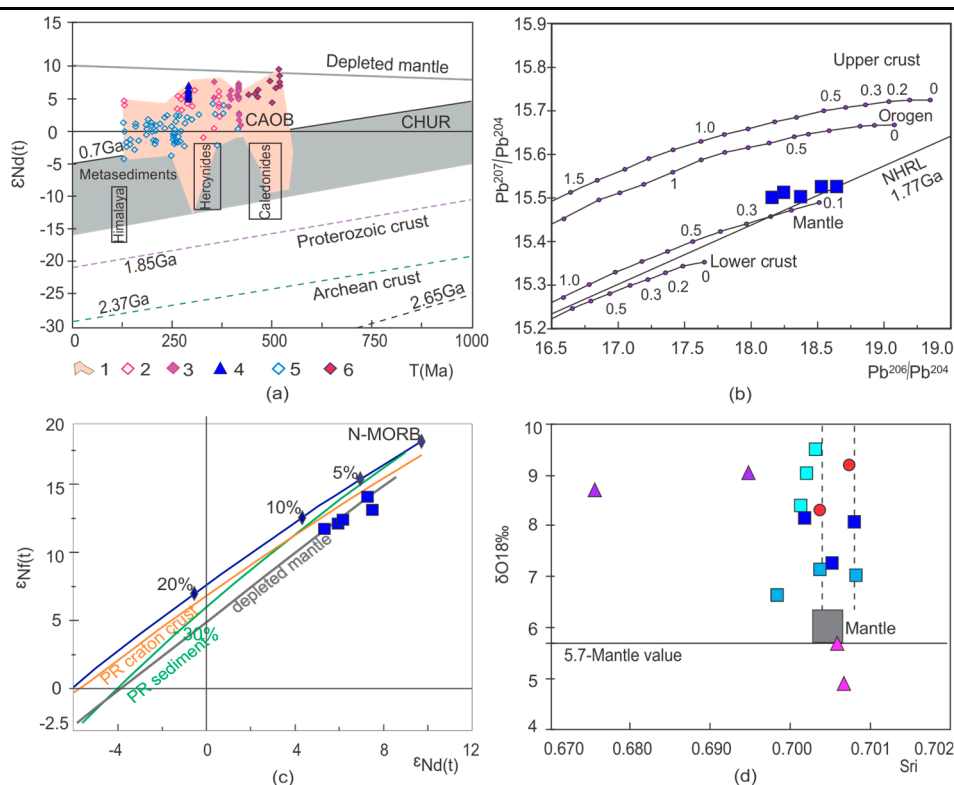 15
10
5
0
-5
-10
-15
-20
-25
-30
εNd(t)
Depleted mantle
CAOB
CHUR
0.7Ga
Metasediments
Himalaya
Hercynides
Caledonides
Proterozoic crust
1.85Ga
Archean crust
2.37Ga
2.65Ga
0 250 500 750 1000
1 2 3 4 5 6 T(Ma)
(a)
Pb207/Pb204
15.9
15.8
15.7
15.6
15.5
15.4
15.3
15.2
Upper crust
1.5 1.0 0.5 0.3 0.2 0
Orogen
1 0.5 0
NHRL
1.77Ga
1.0 0.5 0.3 0.1
Mantle
Lower crust
0.5 0.3 0.2 0
16.5 17.0 17.5 18.0 18.5 19.0
Pb206/Pb204
(b)
εNf(t)
20
15
10
5
0
-2.5
N-MORB
5%
10%
20%
30%
PR craton crust
PR sediment
depleted mantle
-4 0 4 8 12
εNd(t)
(c)
δO18‰
10
9
8
7
6
5
4
Mantle
5.7-Mantle value
0.670 0.680 0.690 0.700 0.701 0.702
Sri
(d)